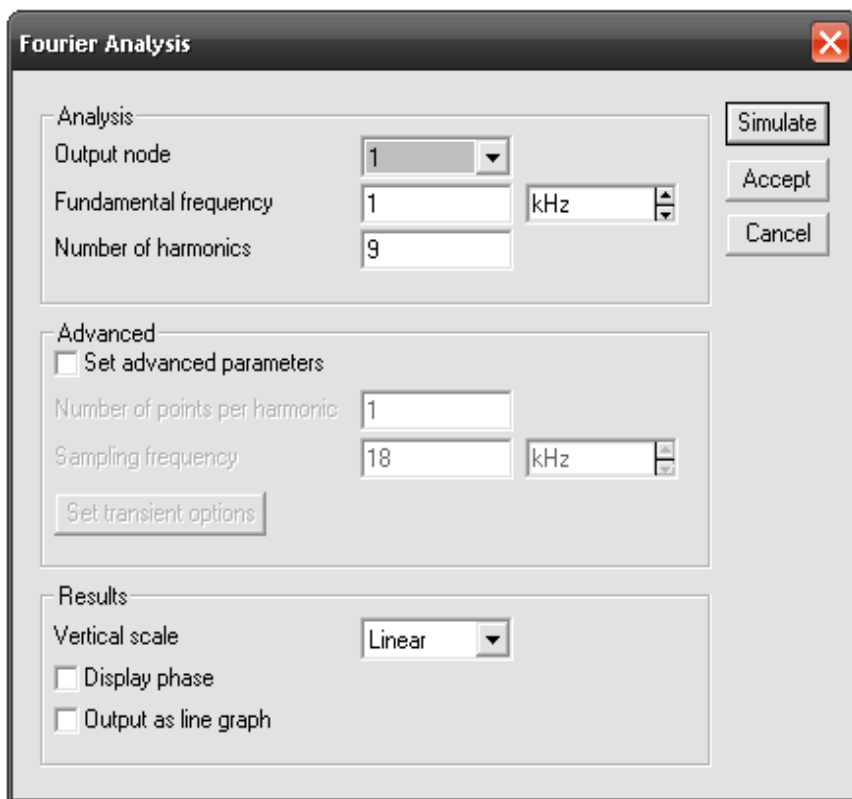 Fourier Analysis
Analysis
Output node 1
Fundamental frequency 1 kHz
Number of harmonics 9
Simulate
Accept
Cancel
Advanced
Set advanced parameters
Number of points per harmonic 1
Sampling frequency 18 kHz
Set transient options
Results
Vertical scale Linear
Display phase
Output as line graph